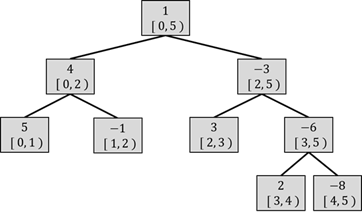 1
[ 0, 5 )
4
[ 0, 2 )
−3
[ 2, 5 )
5
[ 0, 1 )
−1
[ 1, 2 )
3
[ 2, 3 )
−6
[ 3, 5 )
2
[ 3, 4 )
−8
[ 4, 5 )